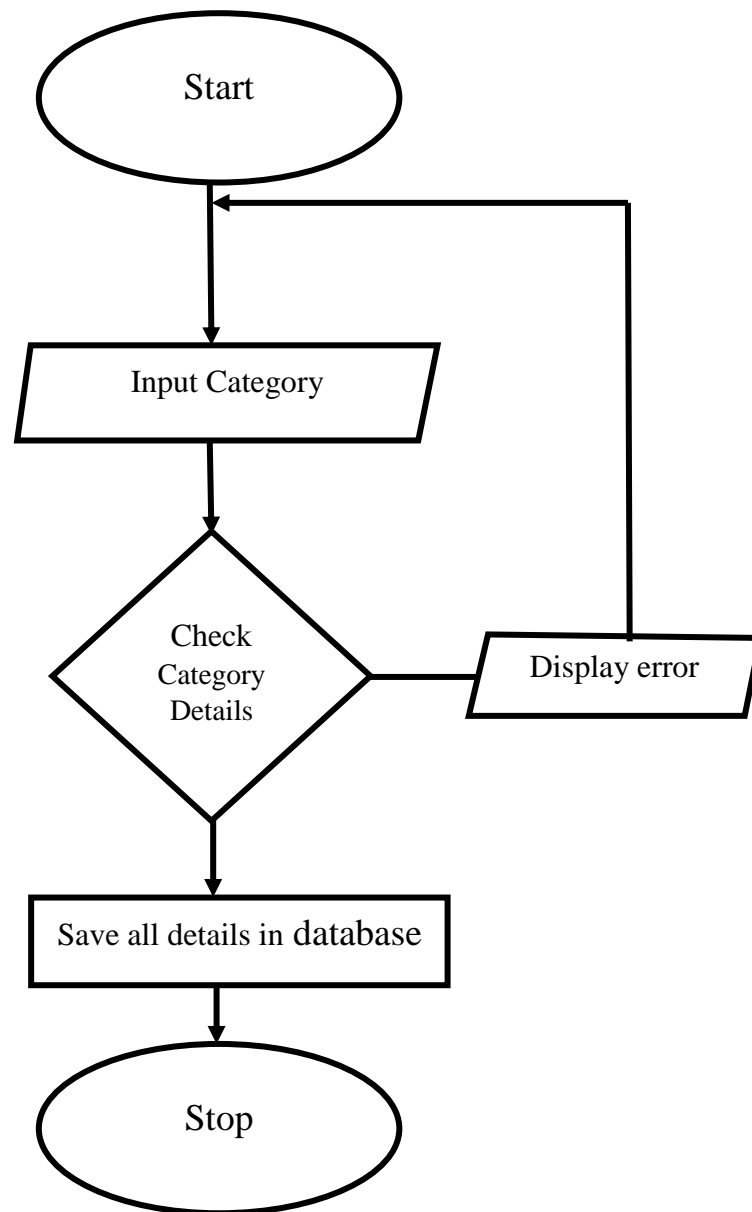 Start
Input Category
Check
Category
Details
Display error
Save all details in database
Stop